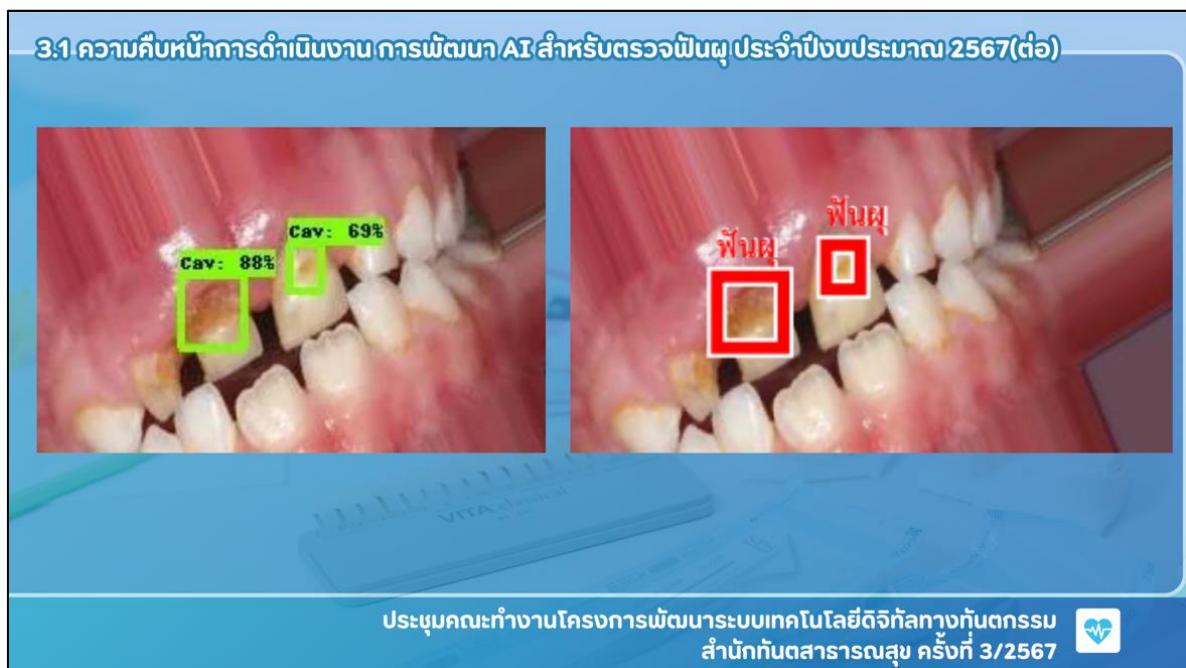 3.1 ความคืบหน้าการดำเนินงาน การพัฒนา AI สำหรับตรวจฟันผุ ประจำปีงบประมาณ 2567(ต่อ)
Cav: 69%
Cav: 88%
ฟันผุ
ฟันผุ
VITA classical
ประชุมคณะทำงานโครงการพัฒนาระบบเทคโนโลยีดิจิทัลทางทันตกรรม
สำนักทันตสาธารณสุข ครั้งที่ 3/2567